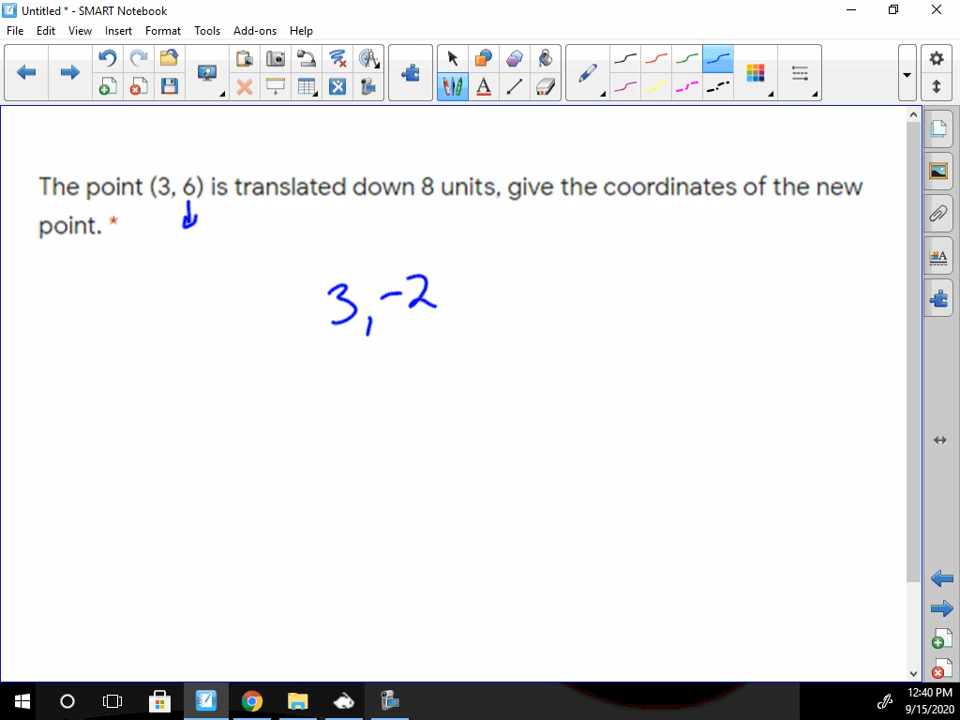 Untitled * - SMART Notebook
File Edit View Insert Format Tools Add-ons Help
The point (3, 6) is translated down 8 units, give the coordinates of the new
point. *
3, -2
12:40 PM
9/15/2020